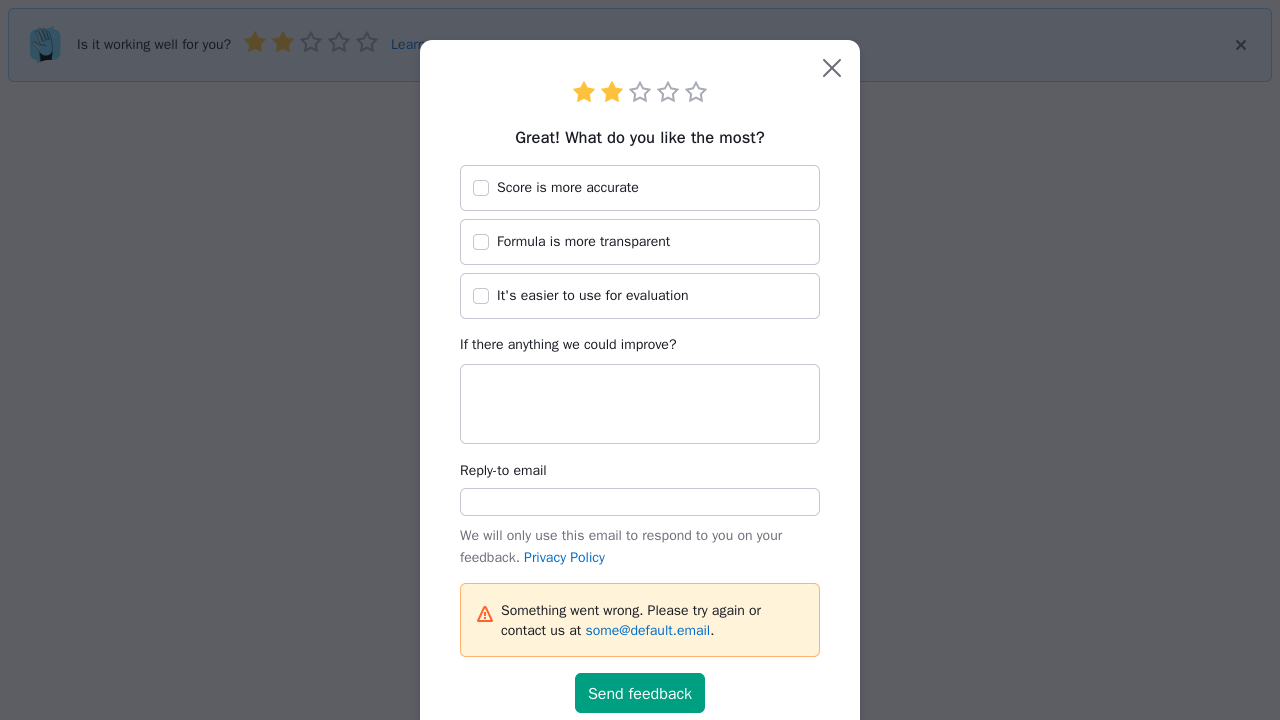 Is it working well for you?
Great! What do you like the most?
Score is more accurate
Formula is more transparent
It's easier to use for evaluation
If there anything we could improve?
Reply-to email
We will only use this email to respond to you on your
feedback. Privacy Policy
Something went wrong. Please try again or
contact us at some@default.email.
Send feedback